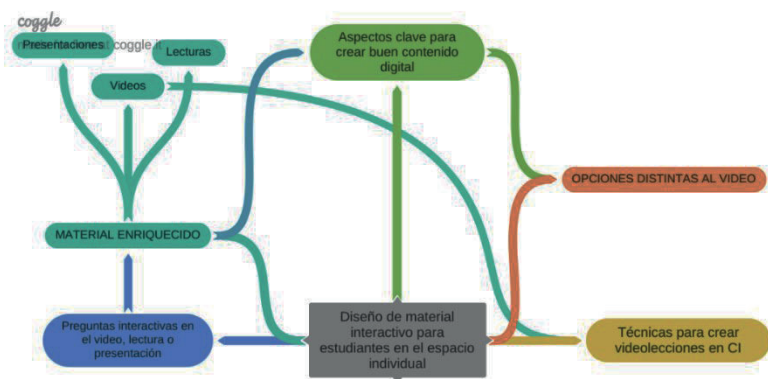 coggle
Presentaciones
coggle.it
Lecturas
Videos
Aspectos clave para
crear buen contenido
digital
OPCIONES DISTINTAS AL VIDEO
MATERIAL ENRIQUECIDO
Preguntas interactivas en
el video, lectura o
presentación
Diseño de material
interactivo para
estudiantes en el espacio
individual
Técnicas para crear
videolecciones en CI